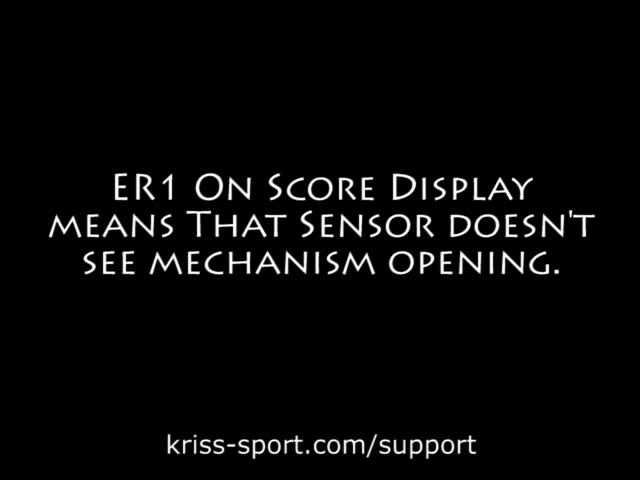 ER1 On Score Display
means That Sensor doesn't
see mechanism opening.
kriss-sport.com/support